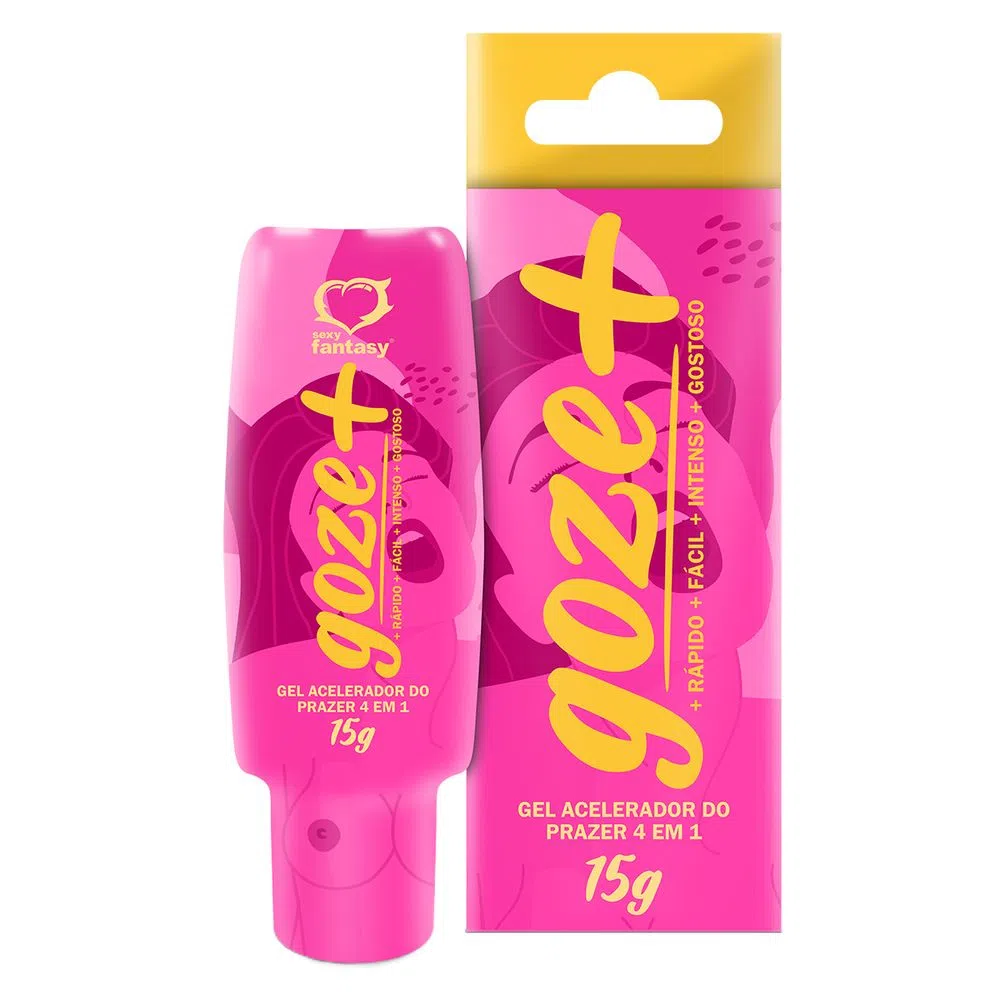 sexy
fantasy®
goze+
+ RÁPIDO + FÁCIL + INTENSO + GOSTOSO
GEL ACELERADOR DO
PRAZER 4 EM 1
15g
goze+
+ RÁPIDO + FÁCIL + INTENSO + GOSTOSO
GEL ACELERADOR DO
PRAZER 4 EM 1
15g